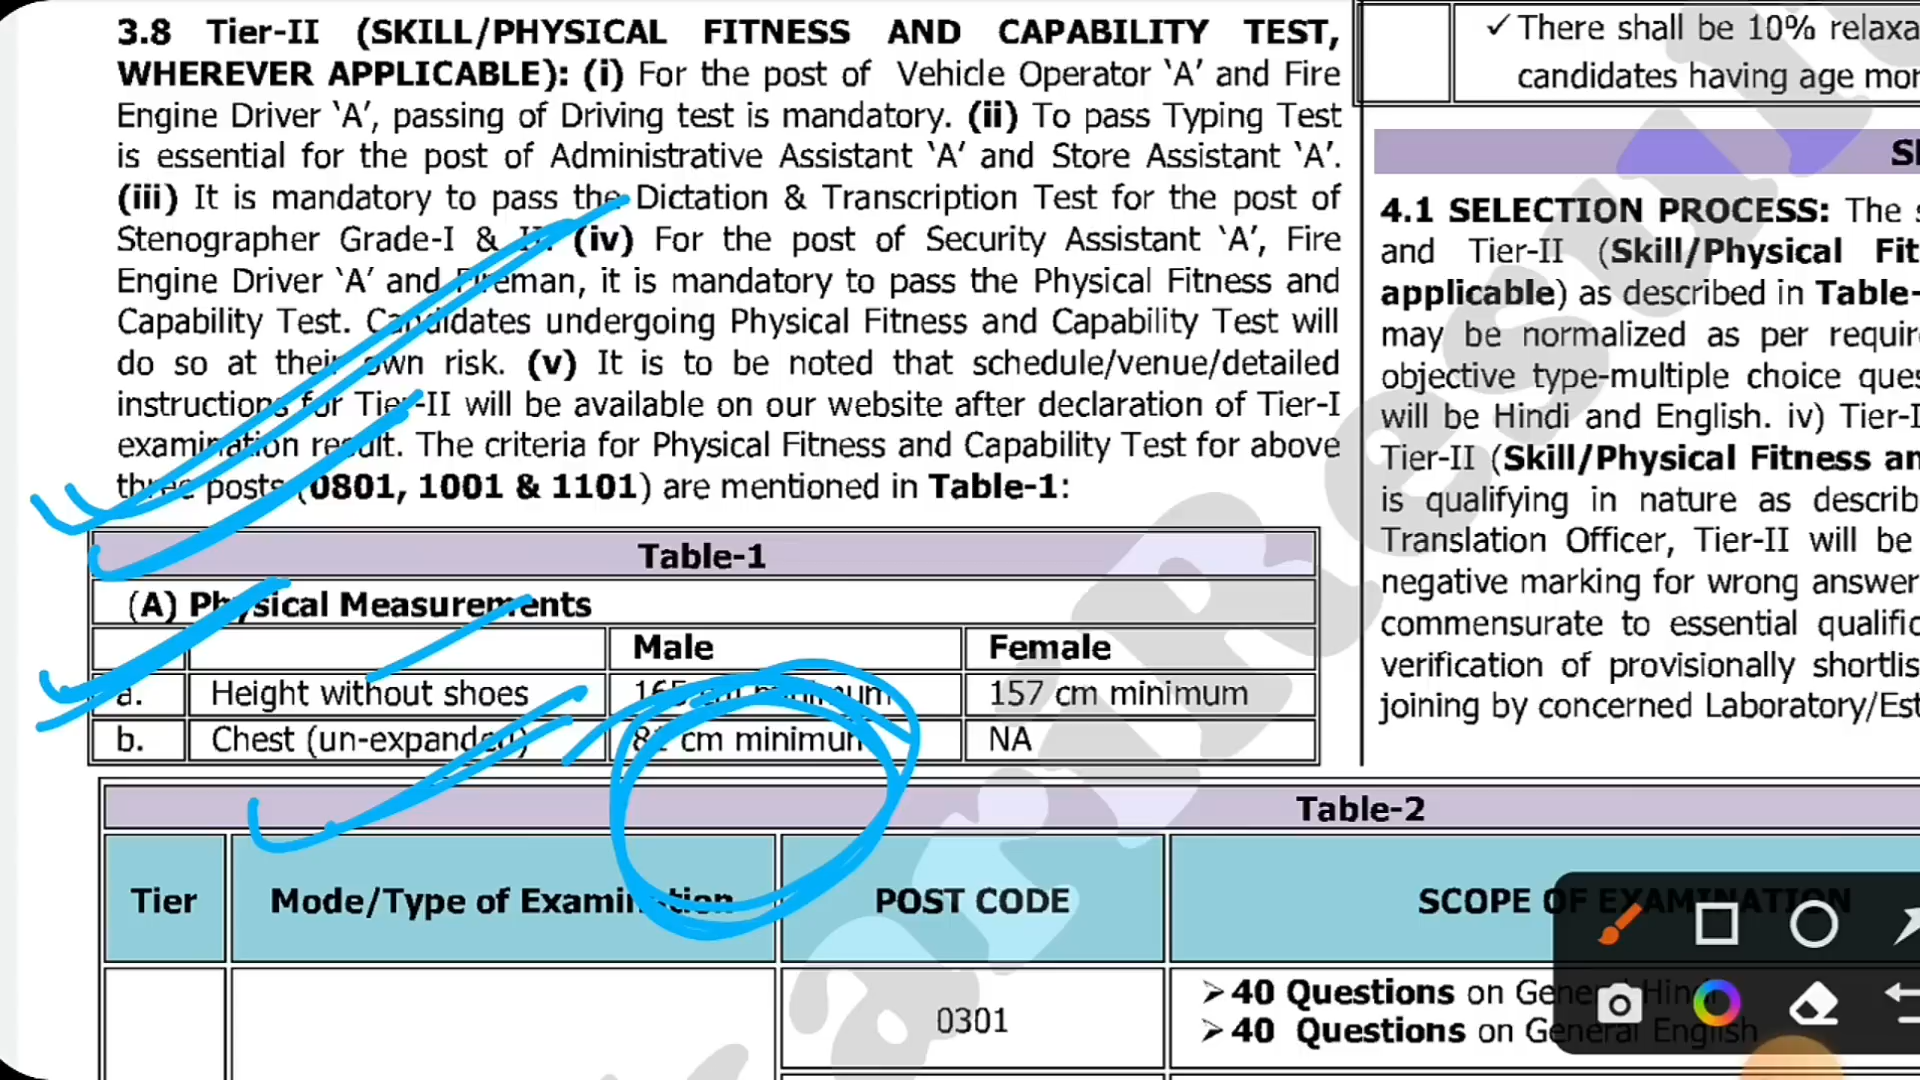 3.8 Tier-II (SKILL/PHYSICAL FITNESS AND CAPABILITY TEST,
WHEREVER APPLICABLE): (i) For the post of Vehicle Operator ‘A’ and Fire
Engine Driver ‘A’, passing of Driving test is mandatory. (ii) To pass Typing Test
is essential for the post of Administrative Assistant ‘A’ and Store Assistant ‘A’.
(iii) It is mandatory to pass the Dictation & Transcription Test for the post of
Stenographer Grade-I & II. (iv) For the post of Security Assistant ‘A’, Fire
Engine Driver ‘A’ and Fireman, it is mandatory to pass the Physical Fitness and
Capability Test. Candidates undergoing Physical Fitness and Capability Test will
do so at their own risk. (v) It is to be noted that schedule/venue/detailed
instructions for Tier-II will be available on our website after declaration of Tier-I
examination result. The criteria for Physical Fitness and Capability Test for above
three posts (0801, 1001 & 1101) are mentioned in Table-1:
Table-1
(A) Physical Measurements
Male Female
a. Height without shoes 165 cm minimum 157 cm minimum
b. Chest (un-expanded) 81 cm minimum NA
✓ There shall be 10% relaxa
candidates having age mor
4.1 SELECTION PROCESS: The s
and Tier-II (Skill/Physical Fit
applicable) as described in Table-
may be normalized as per require
objective type-multiple choice ques
will be Hindi and English. iv) Tier-I
Tier-II (Skill/Physical Fitness an
is qualifying in nature as describ
Translation Officer, Tier-II will be
negative marking for wrong answer
commensurate to essential qualific
verification of provisionally shortlis
joining by concerned Laboratory/Est
Table-2
Tier Mode/Type of Examination POST CODE SCOPE OF EXAMINATION
0301
➢ 40 Questions on General Hindi
➢ 40 Questions on General English